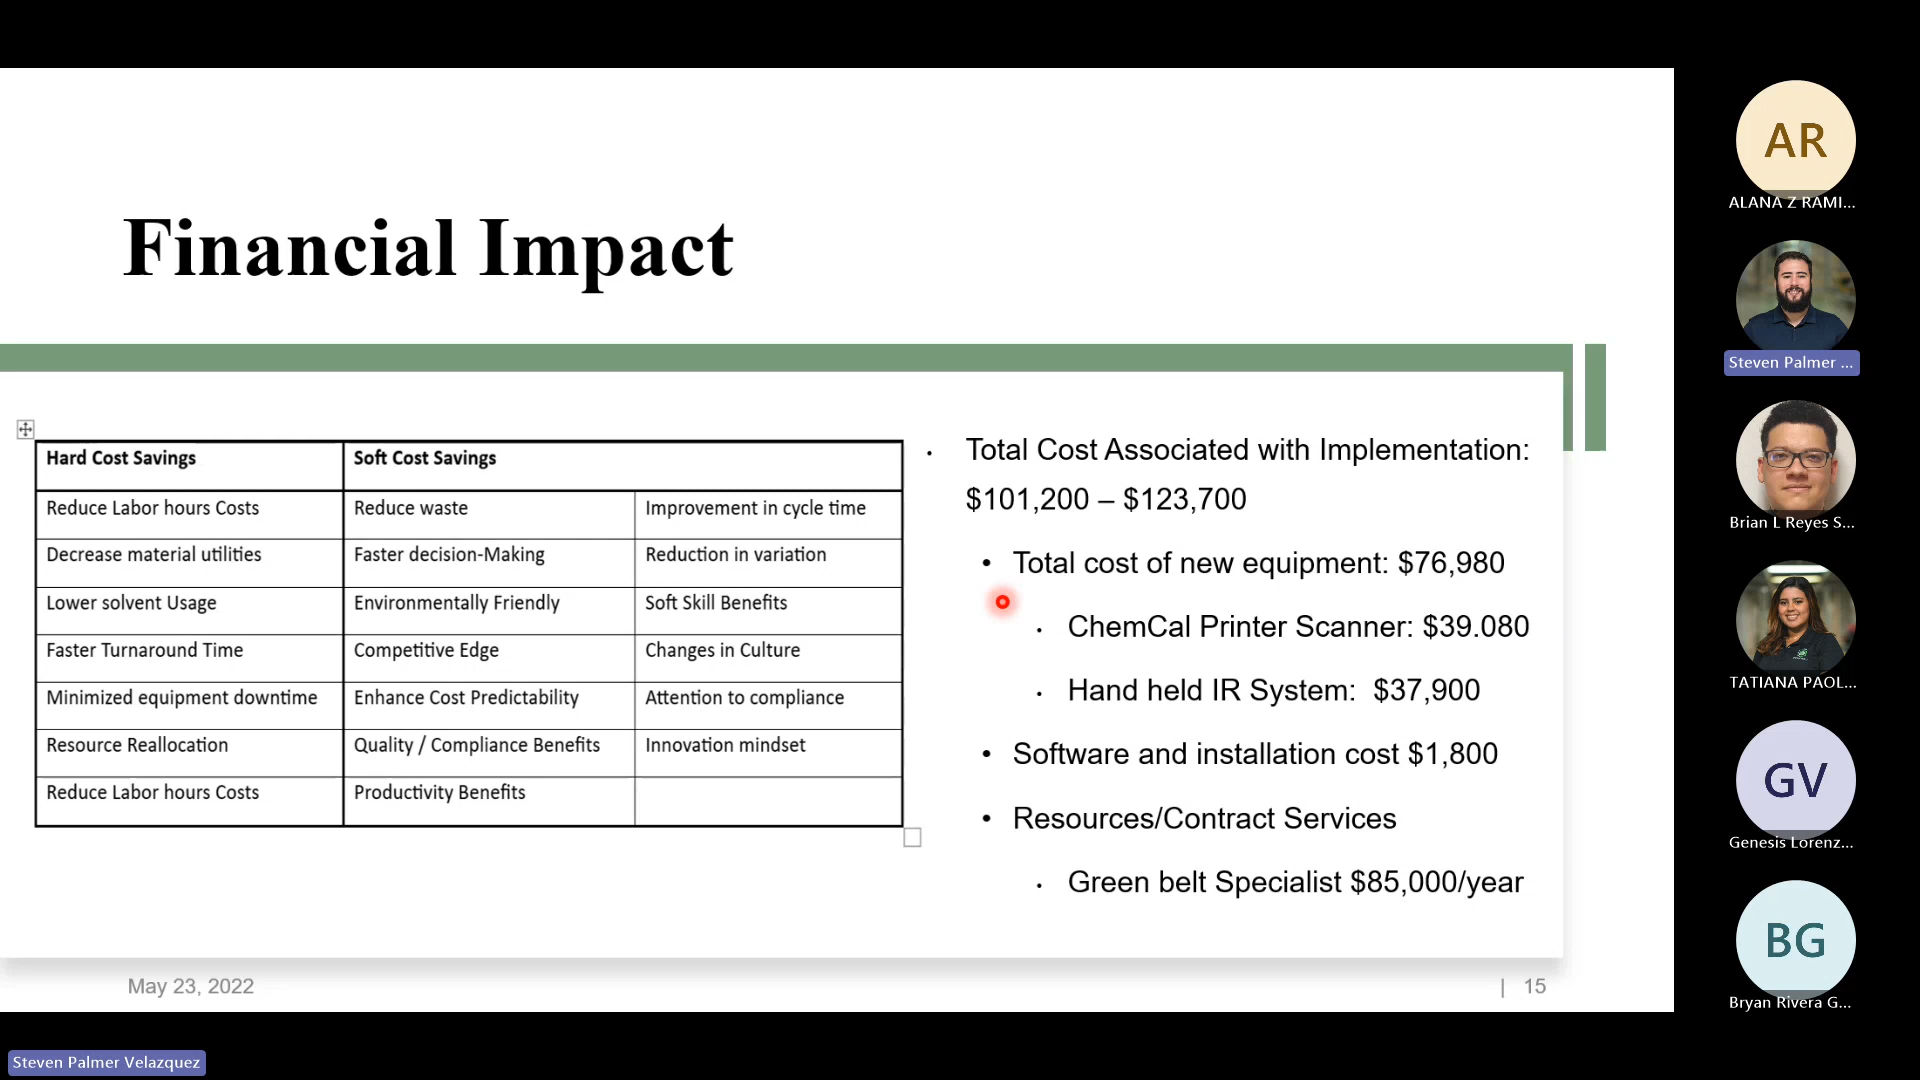 Financial Impact
Hard Cost Savings Soft Cost Savings
Reduce Labor hours Costs Reduce waste Improvement in cycle time
Decrease material utilities Faster decision-Making Reduction in variation
Lower solvent Usage Environmentally Friendly Soft Skill Benefits
Faster Turnaround Time Competitive Edge Changes in Culture
Minimized equipment downtime Enhance Cost Predictability Attention to compliance
Resource Reallocation Quality / Compliance Benefits Innovation mindset
Reduce Labor hours Costs Productivity Benefits
• Total Cost Associated with Implementation:
$101,200 – $123,700
• Total cost of new equipment: $76,980
• ChemCal Printer Scanner: $39.080
• Hand held IR System: $37,900
• Software and installation cost $1,800
• Resources/Contract Services
• Green belt Specialist $85,000/year
May 23, 2022
| 15
AR
ALANA Z RAMI...
Steven Palmer ...
Brian L Reyes S...
TATIANA PAOL...
GV
Genesis Lorenz...
BG
Bryan Rivera G...
Steven Palmer Velazquez